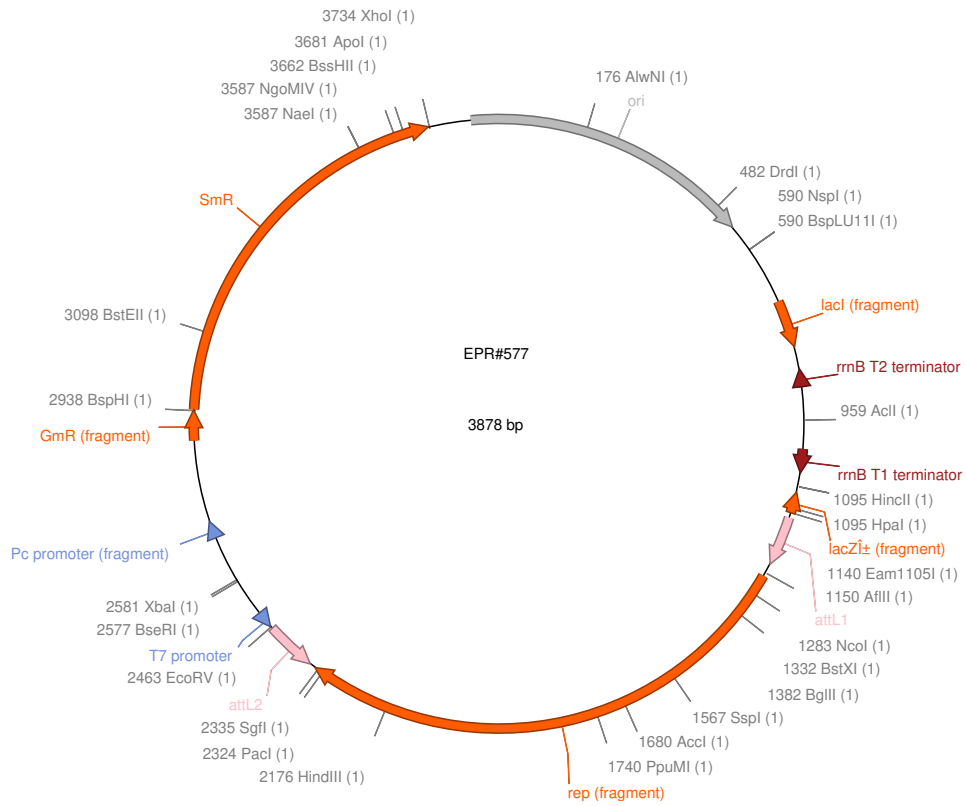 3734 XhoI (1)
3681 ApoI (1)
3662 BssHII (1)
3587 NgoMIV (1)
3587 NaeI (1)
176 AlwNI (1)
ori
482 DrdI (1)
590 NspI (1)
590 BspLU11I (1)
SmR
lacI (fragment)
3098 BstEII (1)
EPR#577
rrnB T2 terminator
2938 BspHI (1)
959 AclI (1)
3878 bp
GmR (fragment)
rrnB T1 terminator
1095 HincII (1)
1095 HpaI (1)
lacZÎ± (fragment)
Pc promoter (fragment)
1140 Eam1105I (1)
1150 AflII (1)
2581 XbaI (1)
attL1
2577 BseRI (1)
1283 NcoI (1)
T7 promoter
1332 BstXI (1)
2463 EcoRV (1)
1382 BglII (1)
attL2
1567 SspI (1)
2335 SgfI (1)
1680 AccI (1)
2324 PacI (1)
1740 PpuMI (1)
2176 HindIII (1)
rep (fragment)